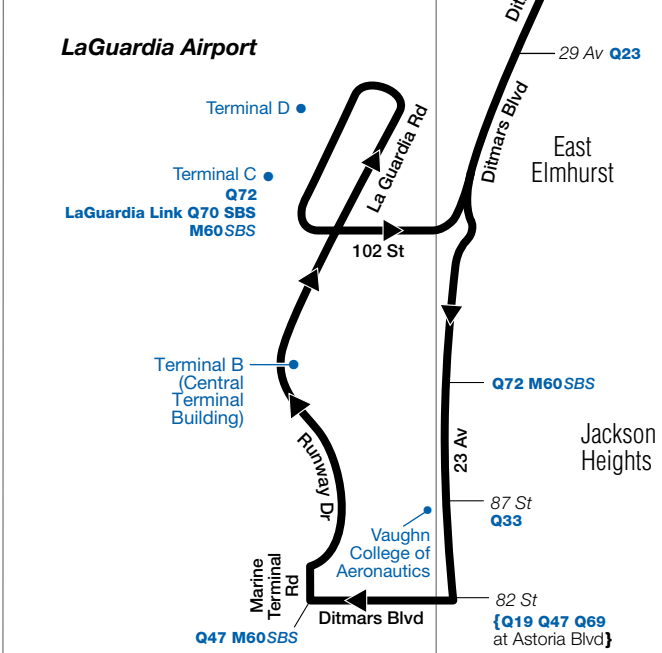 Dit
LaGuardia Airport
29 Av Q23
Ditmars Blvd
East
Elmhurst
Terminal D
La Guardia Rd
Terminal C
Q72
LaGuardia Link Q70 SBS
M60SBS
102 St
Terminal B
(Central
Terminal
Building)
Q72 M60SBS
23 Av
Jackson
Heights
Runway Dr
87 St
Q33
Vaughn
College of
Aeronautics
Marine
Terminal
Rd
Ditmars Blvd
82 St
{Q19 Q47 Q69
at Astoria Blvd}
Q47 M60SBS